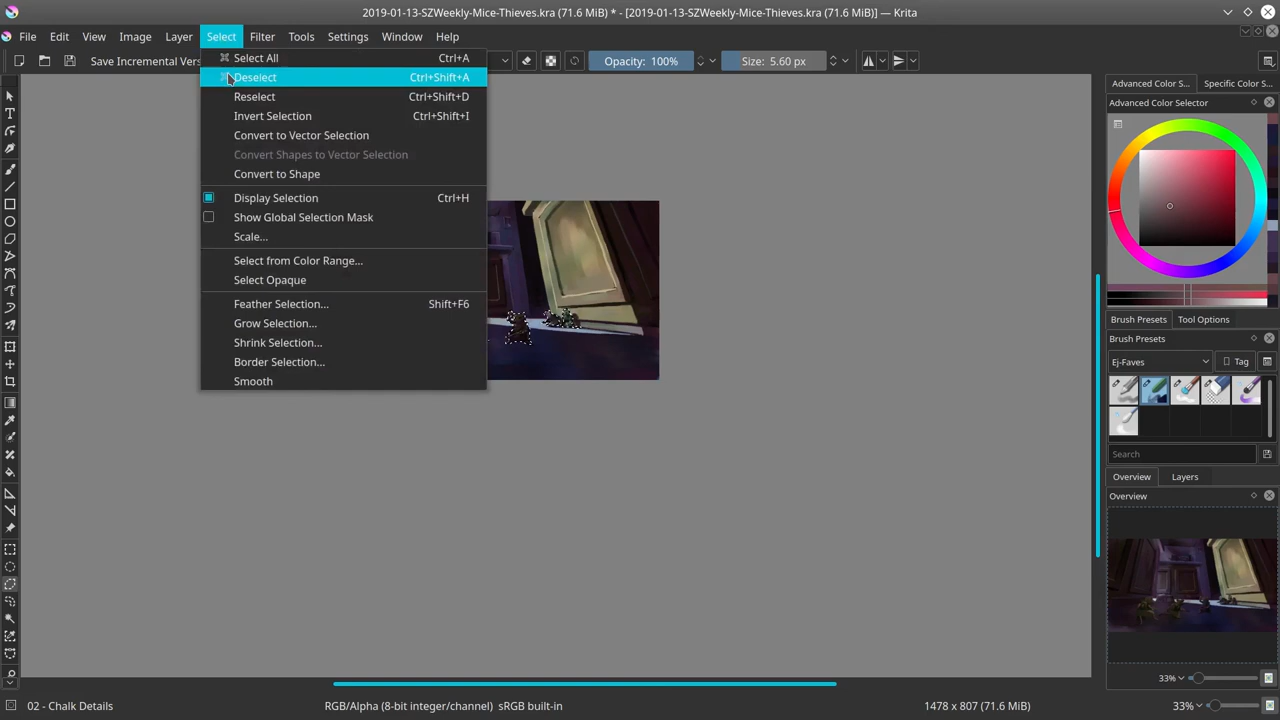 2019-01-13-SZWeekly-Mice-Thieves.kra (71.6 MiB) * - [2019-01-13-SZWeekly-Mice-Thieves.kra (71.6 MiB)*] — Krita
File Edit View Image Layer Select Filter Tools Settings Window Help
Save Incremental Vers
Opacity: 100%
Size: 5.60 px
Select All Ctrl+A
Deselect Ctrl+Shift+A
Reselect Ctrl+Shift+D
Invert Selection Ctrl+Shift+I
Convert to Vector Selection
Convert Shapes to Vector Selection
Convert to Shape
Display Selection Ctrl+H
Show Global Selection Mask
Scale...
Select from Color Range...
Select Opaque
Feather Selection... Shift+F6
Grow Selection...
Shrink Selection...
Border Selection...
Smooth
Advanced Color S... Specific Color S...
Advanced Color Selector
Brush Presets Tool Options
Brush Presets
Ej-Faves
Tag
Search
Overview Layers
Overview
33%
02 - Chalk Details
RGB/Alpha (8-bit integer/channel) sRGB built-in
1478 x 807 (71.6 MiB)
33%